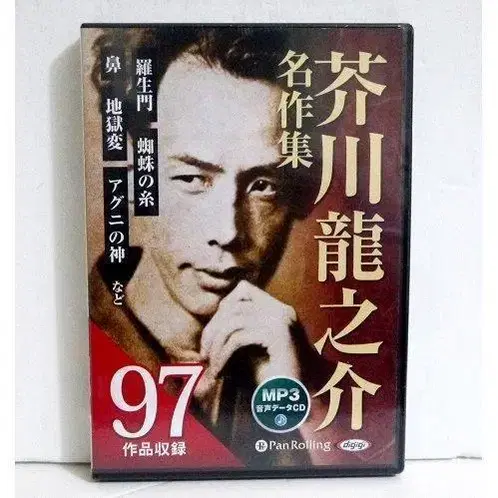 芥川龍之介
名作集
羅生門
蜘蛛の糸
鼻
地獄変
アグニの神
など
97
作品収録
MP3
音声データCD
PanRolling
digigi